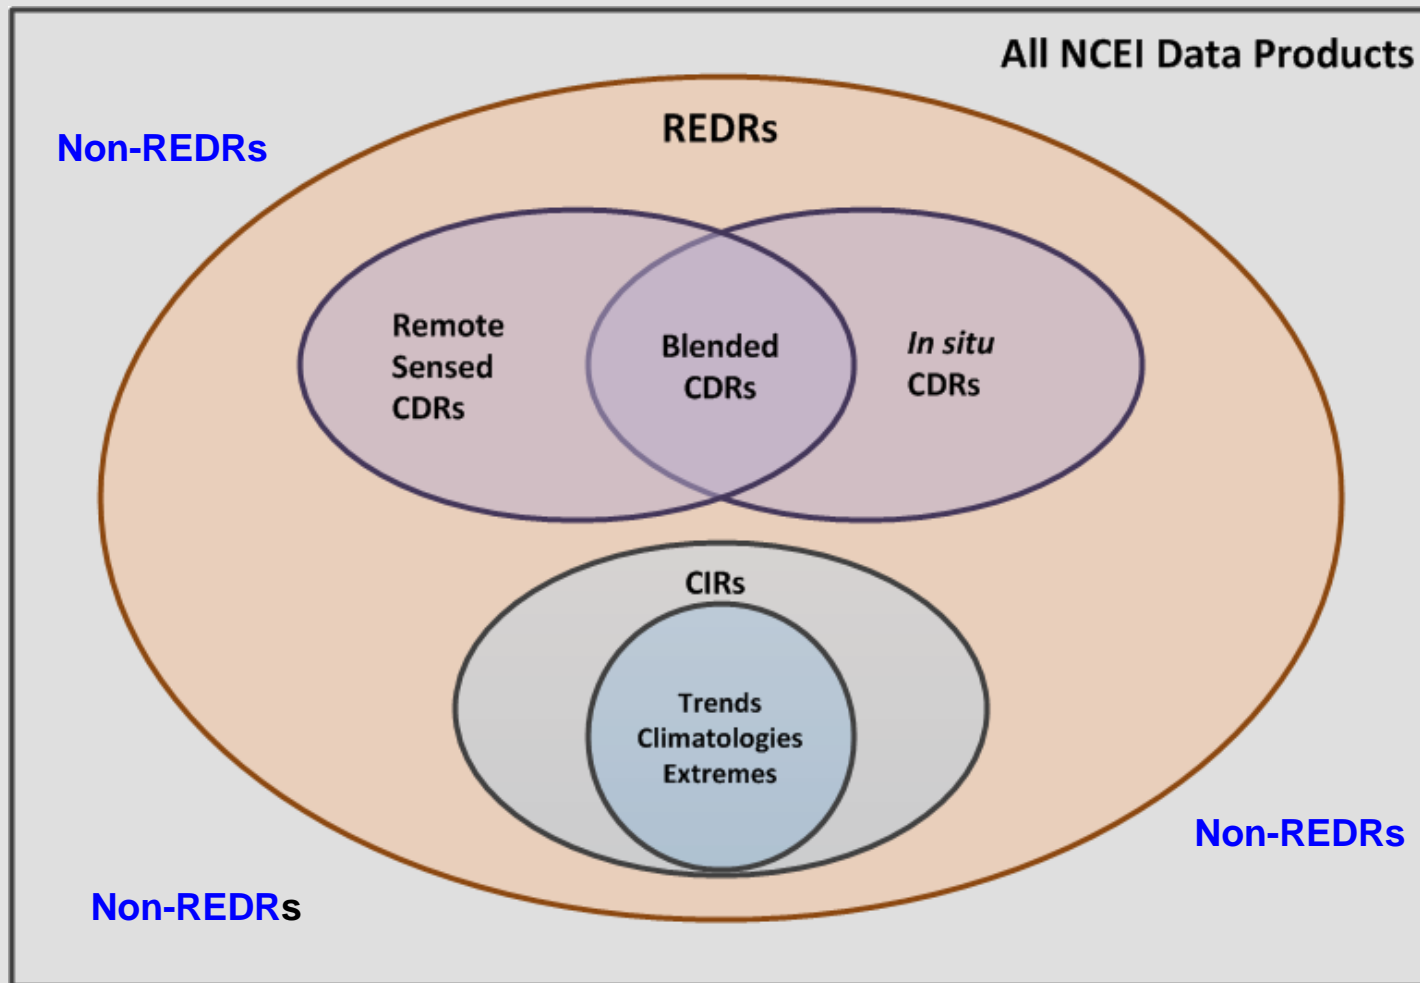 All NCEI Data Products
REDRs
Non-REDRs
Remote
Sensed
CDRs
Blended
CDRs
In situ
CDRs
CIRs
Trends
Climatologies
Extremes
Non-REDRs
Non-REDRs